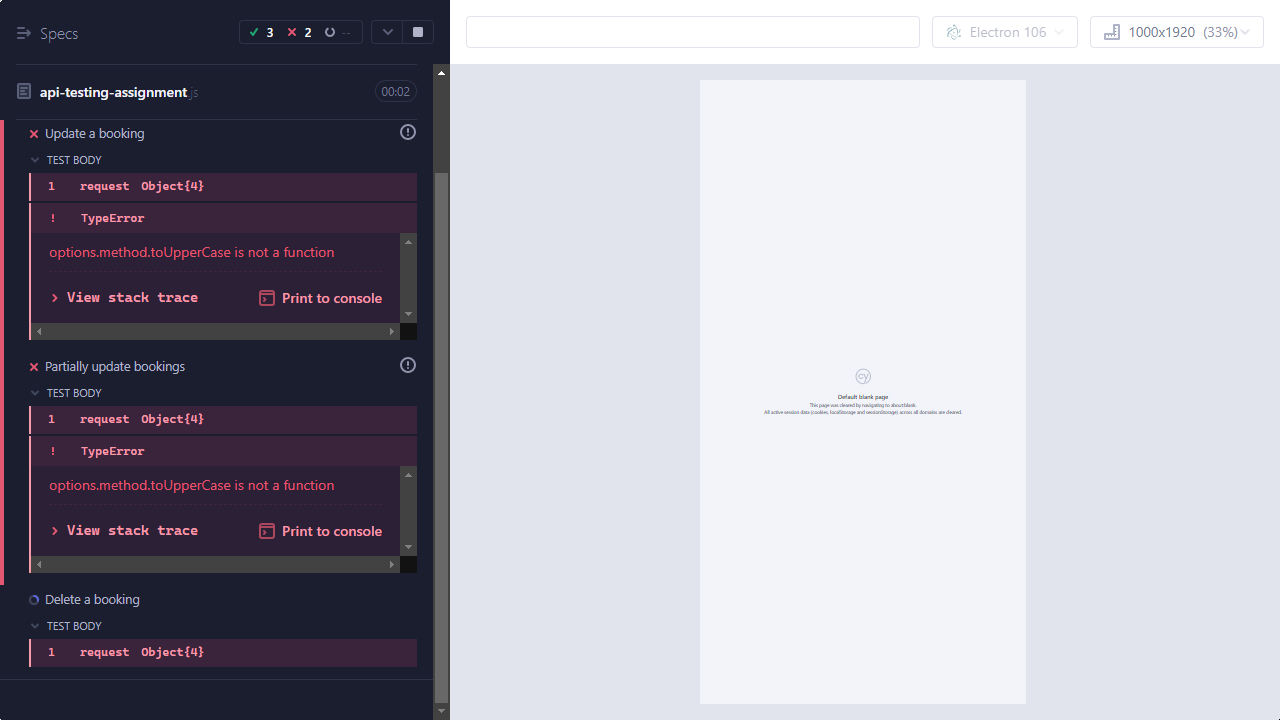 Specs
3
2
--
api-testing-assignment.js
00:02
Update a booking
TEST BODY
1 request Object{4}
! TypeError
options.method.toUpperCase is not a function
View stack trace
Print to console
Partially update bookings
TEST BODY
1 request Object{4}
! TypeError
options.method.toUpperCase is not a function
View stack trace
Print to console
Delete a booking
TEST BODY
1 request Object{4}
Electron 106
1000x1920 (33%)
cy
Default blank page
This page was cleared by navigating to about:blank.
All active session data (cookies, localStorage and sessionStorage) across all domains are cleared.